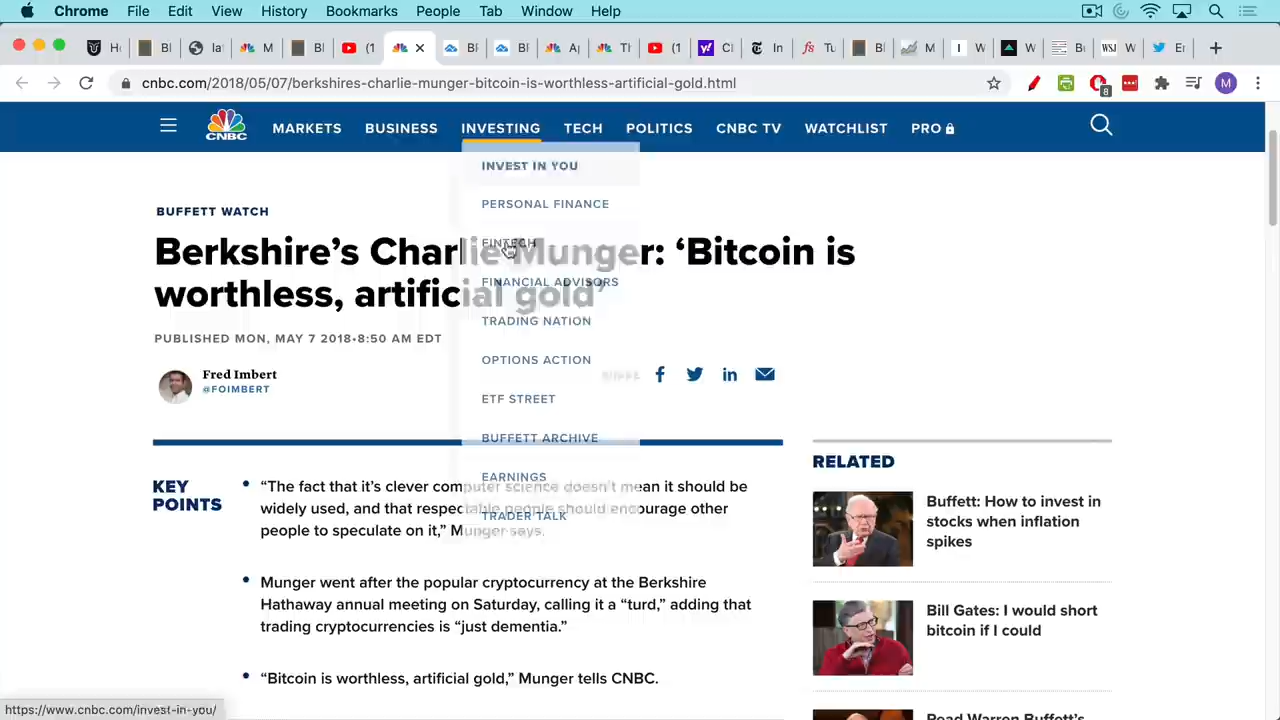 Chrome File Edit View History Bookmarks People Tab Window Help
cnbc.com/2018/05/07/berkshires-charlie-munger-bitcoin-is-worthless-artificial-gold.html
8
M
CNBC
MARKETS BUSINESS INVESTING TECH POLITICS CNBC TV WATCHLIST PRO
INVEST IN YOU
PERSONAL FINANCE
FINTECH
FINANCIAL ADVISORS
TRADING NATION
OPTIONS ACTION
ETF STREET
BUFFETT ARCHIVE
EARNINGS
TRADER TALK
BUFFETT WATCH
Berkshire’s Charlie Munger: ‘Bitcoin is
worthless, artificial gold’
PUBLISHED MON, MAY 7 2018•8:50 AM EDT
Fred Imbert
@FOIMBERT
KEY
POINTS
“The fact that it’s clever computer science doesn’t mean it should be
widely used, and that respectable people should encourage other
people to speculate on it,” Munger says.
Munger went after the popular cryptocurrency at the Berkshire
Hathaway annual meeting on Saturday, calling it a “turd,” adding that
trading cryptocurrencies is “just dementia.”
“Bitcoin is worthless, artificial gold,” Munger tells CNBC.
RELATED
Buffett: How to invest in
stocks when inflation
spikes
Bill Gates: I would short
bitcoin if I could
Read Warren Buffett’s
https://www.cnbc.com/invest-in-you/